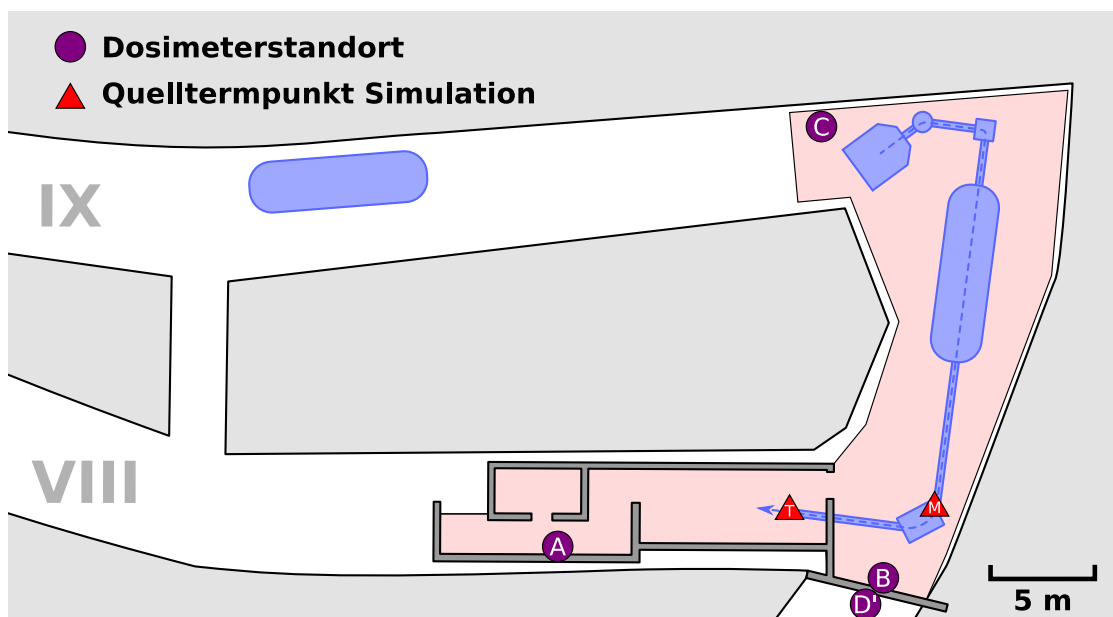 Dosimeterstandort
Quelltermpunkt Simulation
C
IX
VIII
T
M
A
B
D'
5 m